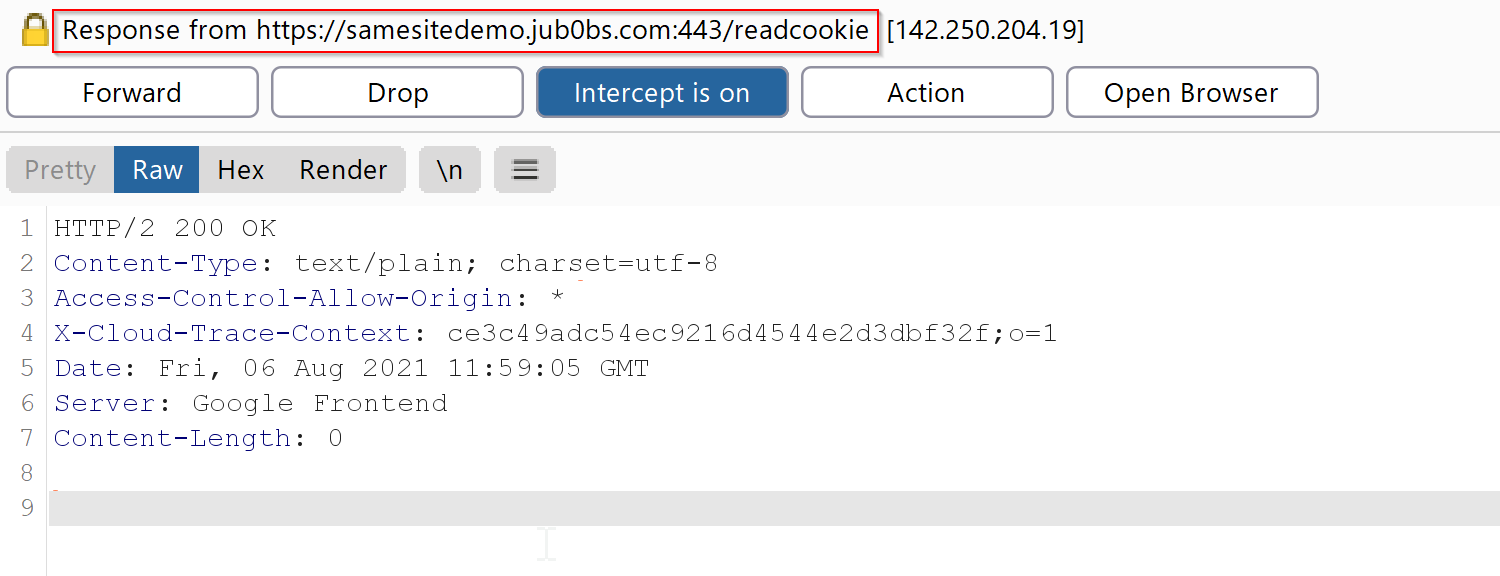 Response from https://samesitedemo.jub0bs.com:443/readcookie [142.250.204.19]
Forward Drop Intercept is on Action Open Browser
Pretty Raw Hex Render \n
1 HTTP/2 200 OK
2 Content-Type: text/plain; charset=utf-8
3 Access-Control-Allow-Origin: *
4 X-Cloud-Trace-Context: ce3c49adc54ec9216d4544e2d3dbf32f;o=1
5 Date: Fri, 06 Aug 2021 11:59:05 GMT
6 Server: Google Frontend
7 Content-Length: 0
8
9